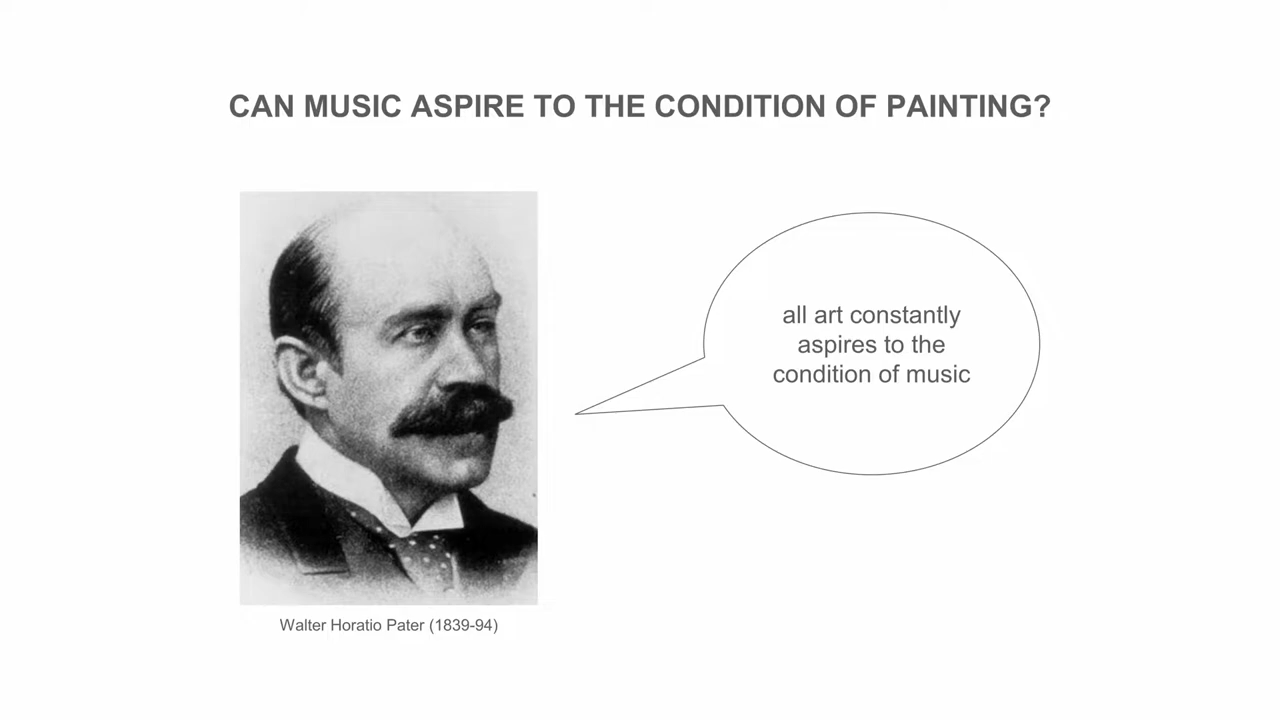 CAN MUSIC ASPIRE TO THE CONDITION OF PAINTING?
all art constantly
aspires to the
condition of music
Walter Horatio Pater (1839-94)